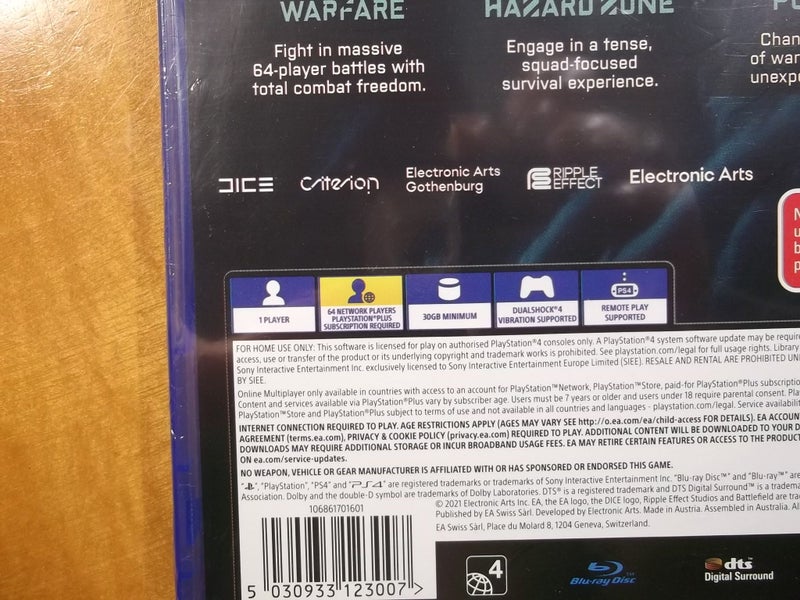 WARFARE
HAZARD ZONE
Fight in massive
64-player battles with
total combat freedom.
Engage in a tense,
squad-focused
survival experience.
Chan
of war
unexpe
DICE
Criterion
Electronic Arts
Gothenburg
RIPPLE
EFFECT
Electronic Arts
1 PLAYER
64 NETWORK PLAYERS
PLAYSTATION®PLUS
SUBSCRIPTION REQUIRED
30GB MINIMUM
DUALSHOCK®4
VIBRATION SUPPORTED
PS4
REMOTE PLAY
SUPPORTED
FOR HOME USE ONLY: This software is licensed for play on authorised PlayStation®4 consoles only. A PlayStation®4 system software update may be require
access, use or transfer of the product or its underlying copyright and trademark works is prohibited. See playstation.com/legal for full usage rights. Library
Sony Interactive Entertainment Inc. exclusively licensed to Sony Interactive Entertainment Europe Limited (SIEE). RESALE AND RENTAL ARE PROHIBITED UN
BY SIEE.
Online Multiplayer only available in countries with access to an account for PlayStation™Network, PlayStation™Store, paid-for PlayStation®Plus subscriptio
Content and services available via PlayStation®Plus vary by subscriber age. Users must be 7 years or older and users under 18 require parental consent. Pla
PlayStation™Store and PlayStation®Plus subject to terms of use and not available in all countries and languages - playstation.com/legal. Service availabili
INTERNET CONNECTION REQUIRED TO PLAY. AGE RESTRICTIONS APPLY (AGES MAY VARY SEE http://o.ea.com/ea/child-access FOR DETAILS). EA ACCOUN
AGREEMENT (terms.ea.com), PRIVACY & COOKIE POLICY (privacy.ea.com) REQUIRED TO PLAY. ADDITIONAL CONTENT WILL BE DOWNLOADED TO YOUR D
DOWNLOADS MAY REQUIRE ADDITIONAL STORAGE OR INCUR BROADBAND USAGE FEES. EA MAY RETIRE CERTAIN FEATURES OR ACCESS TO THE PRODUCT
ON ea.com/service-updates.
NO WEAPON, VEHICLE OR GEAR MANUFACTURER IS AFFILIATED WITH OR HAS SPONSORED OR ENDORSED THIS GAME.
", "PlayStation", "PS4" and "PS4" are registered trademarks or trademarks of Sony Interactive Entertainment Inc. "Blu-ray Disc™" and "Blu-ray™" are
Association. Dolby and the double-D symbol are trademarks of Dolby Laboratories. DTS® is a registered trademark and DTS Digital Surround™ is a tradema
106861701601
© 2021 Electronic Arts Inc. EA, the EA logo, the DICE logo, Ripple Effect Studios and Battlefield are trad
Published by EA Swiss Sàrl. Developed by Electronic Arts. Made in Austria. Assembled in Australia. All
EA Swiss Sàrl, Place du Molard 8, 1204 Geneva, Switzerland.
5 030933 123007 >
4
Blu-ray Disc™
dts
Digital Surround